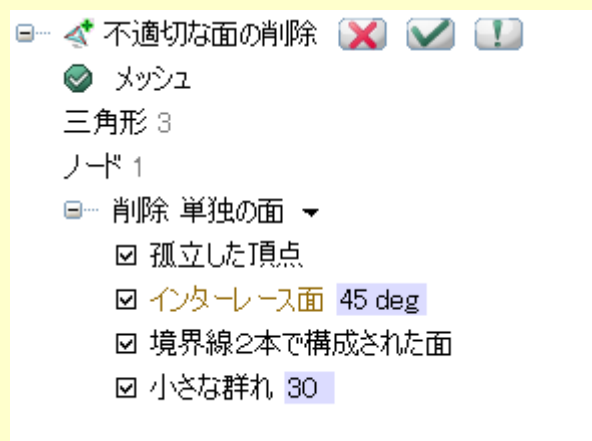 不適切な面の削除
メッシュ
三角形 3
ノード 1
削除 単独の面
孤立した頂点
インターレース面 45 deg
境界線2本で構成された面
小さな群れ 30